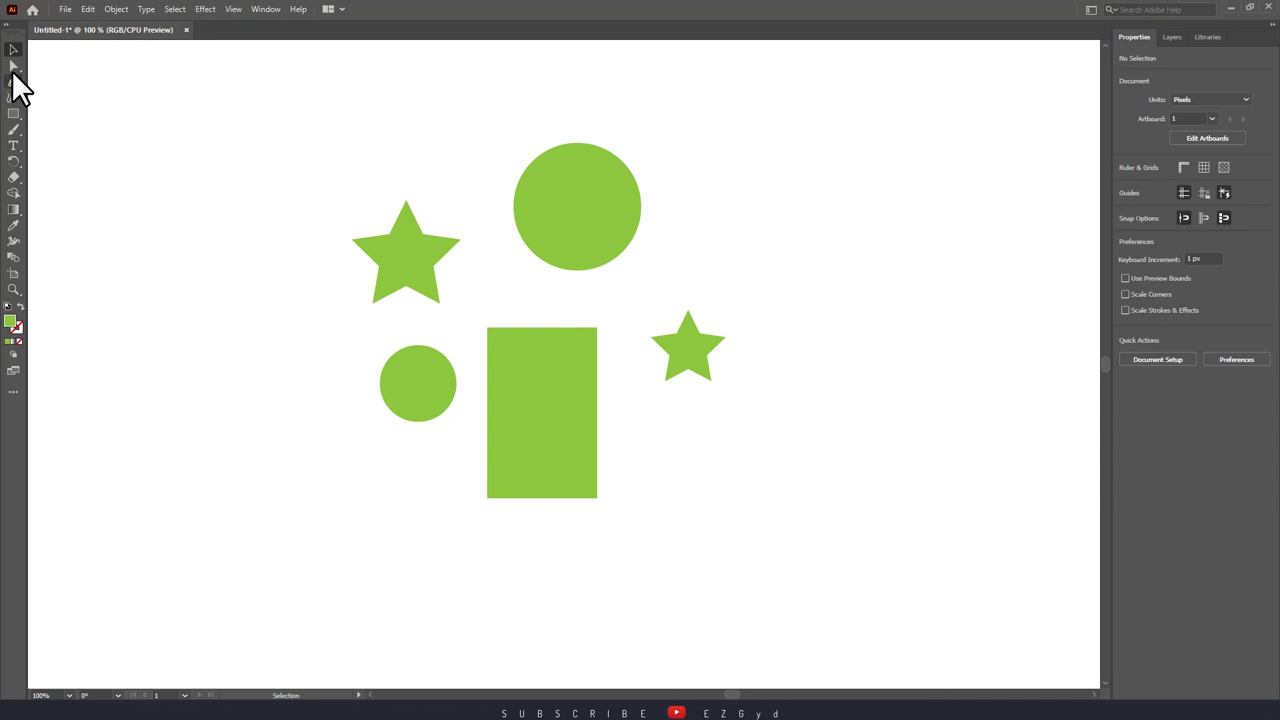 Ai File Edit Object Type Select Effect View Window Help Search Adobe Help
Untitled-1* @ 100 % (RGB/CPU Preview)
Properties Layers Libraries
No Selection
Document
Units: Pixels
Artboard: 1
Edit Artboards
Ruler & Grids
Guides
Snap Options
Preferences
Keyboard Increment: 1 px
Use Preview Bounds
Scale Corners
Scale Strokes & Effects
Quick Actions
Document Setup Preferences
T
100% 0° 1 Selection
SUBSCRIBE EZGyd